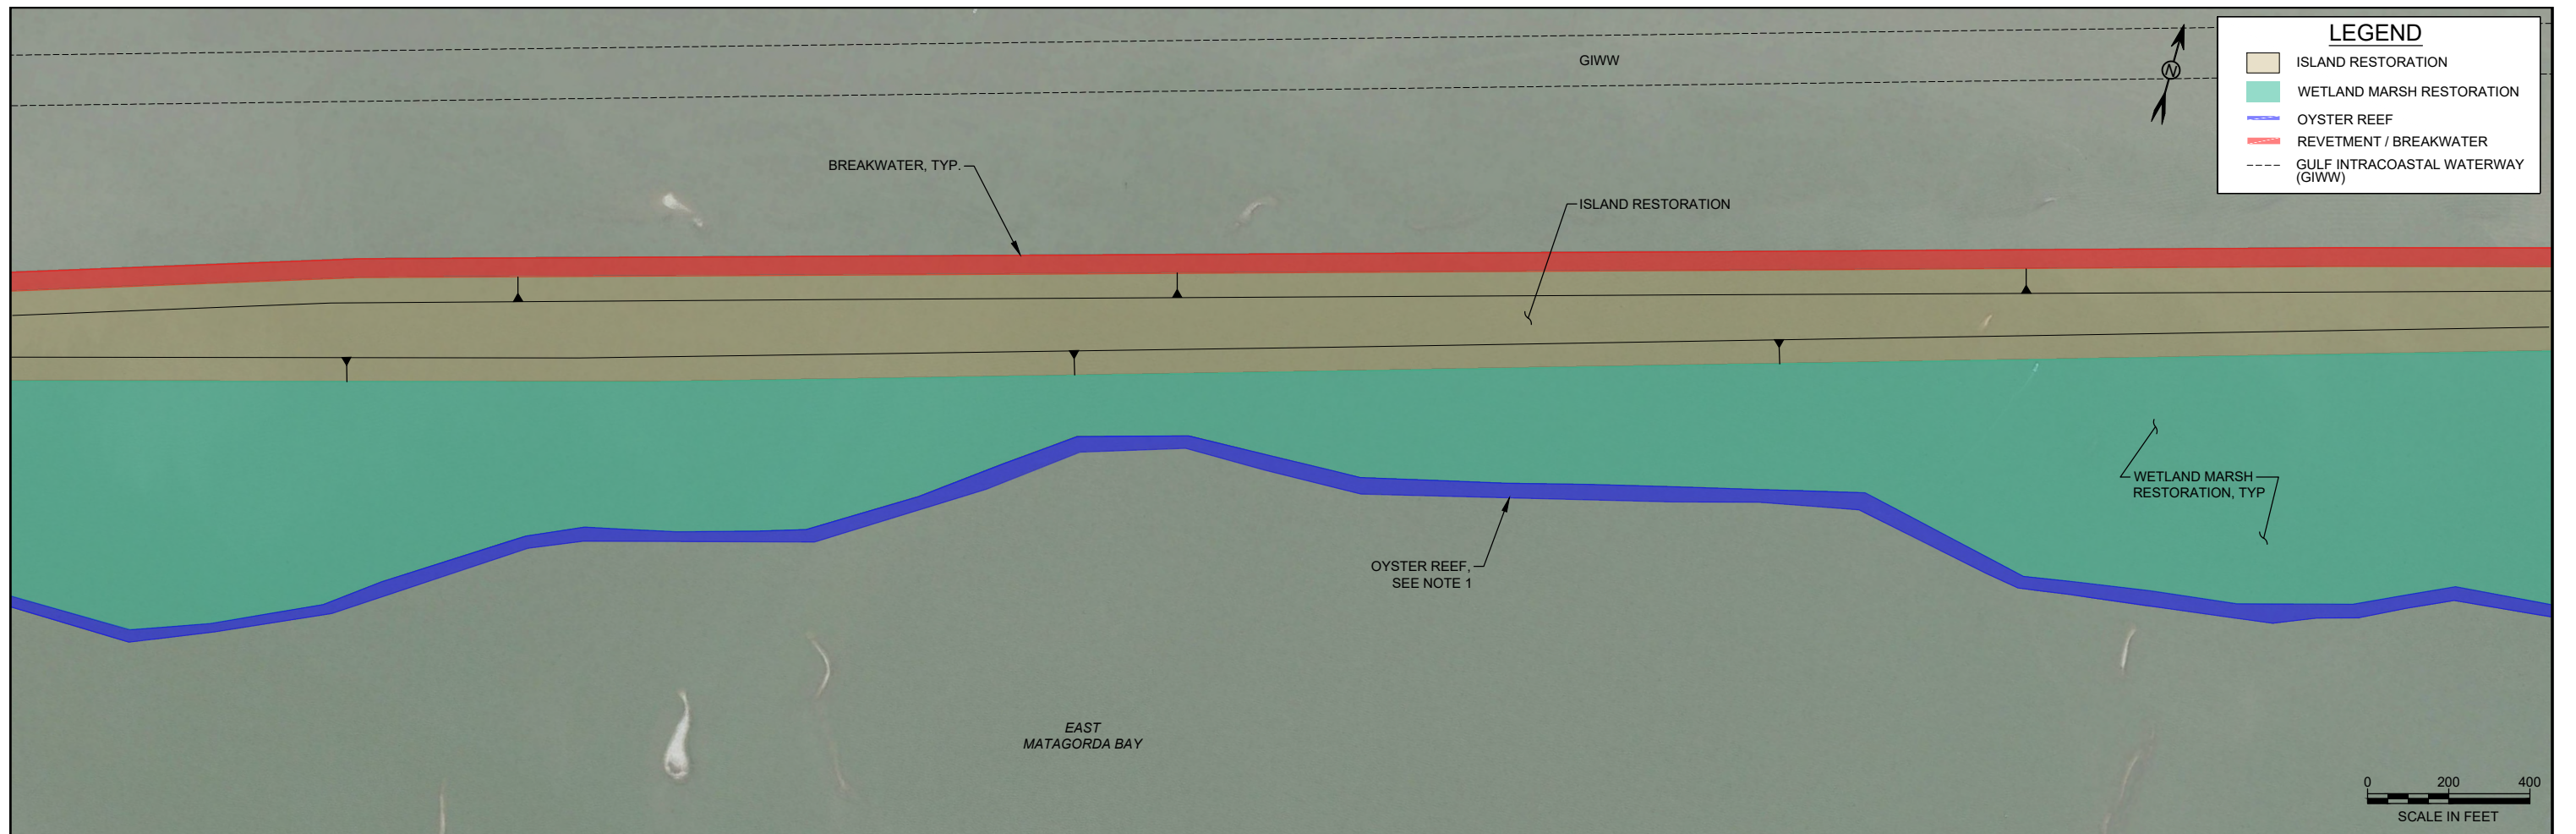 LEGEND
ISLAND RESTORATION
WETLAND MARSH RESTORATION
OYSTER REEF
REVETMENT / BREAKWATER
GULF INTRACOASTAL WATERWAY
(GIWW)
GIWW
N
BREAKWATER, TYP.
ISLAND RESTORATION
WETLAND MARSH
RESTORATION, TYP
OYSTER REEF,
SEE NOTE 1
EAST
MATAGORDA BAY
0 200 400
SCALE IN FEET